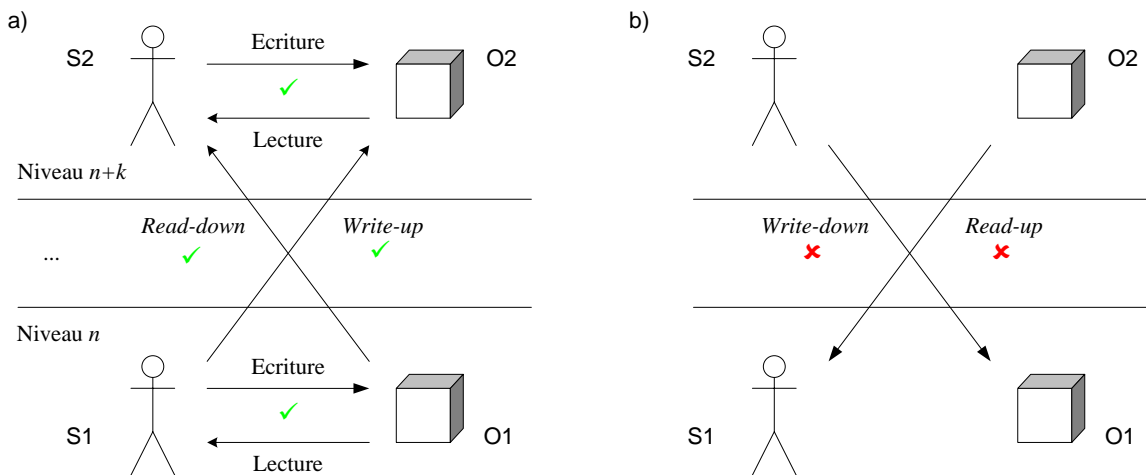 a)
S2
Ecriture
✓
Lecture
O2
Niveau n+k
Read-down
Write-up
...
✓
✓
Niveau n
Ecriture
✓
Lecture
S1
O1
b)
S2
O2
Write-down
Read-up
✘
✘
S1
O1